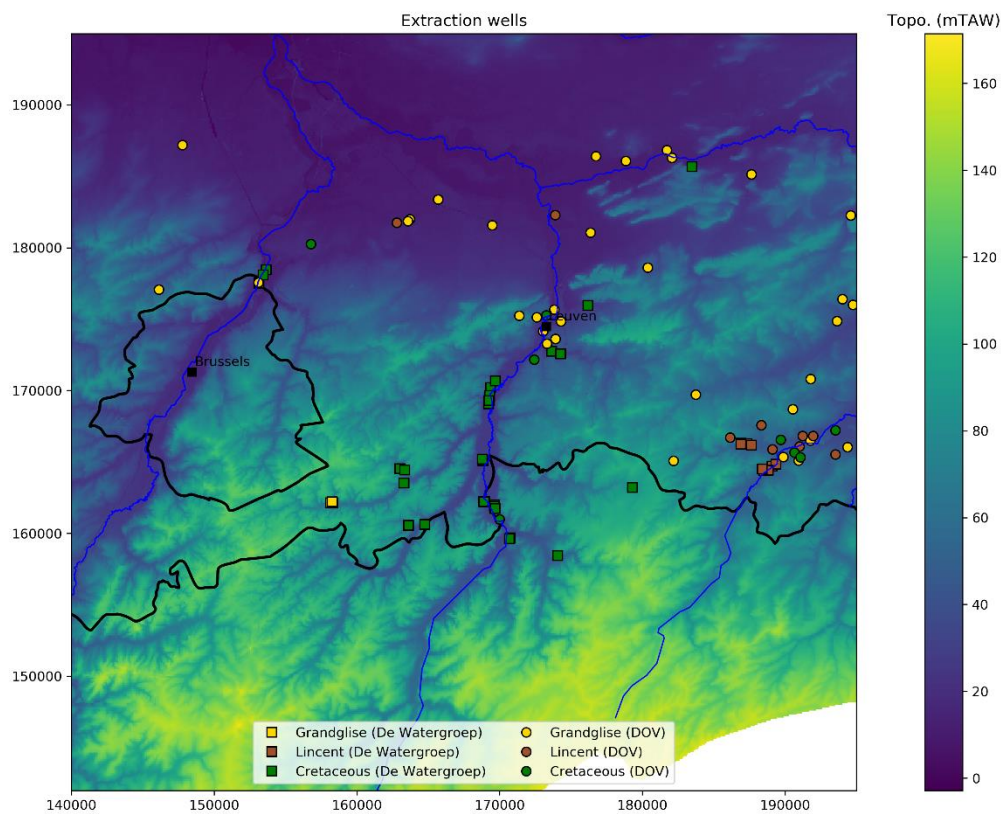 Extraction wells
Topo. (mTAW)
190000
180000
170000
160000
150000
140000
150000
160000
170000
180000
190000
Leuven
Brussels
Grandglise (De Watergroep)
Lincent (De Watergroep)
Cretaceous (De Watergroep)
Grandglise (DOV)
Lincent (DOV)
Cretaceous (DOV)
160
140
120
100
80
60
40
20
0